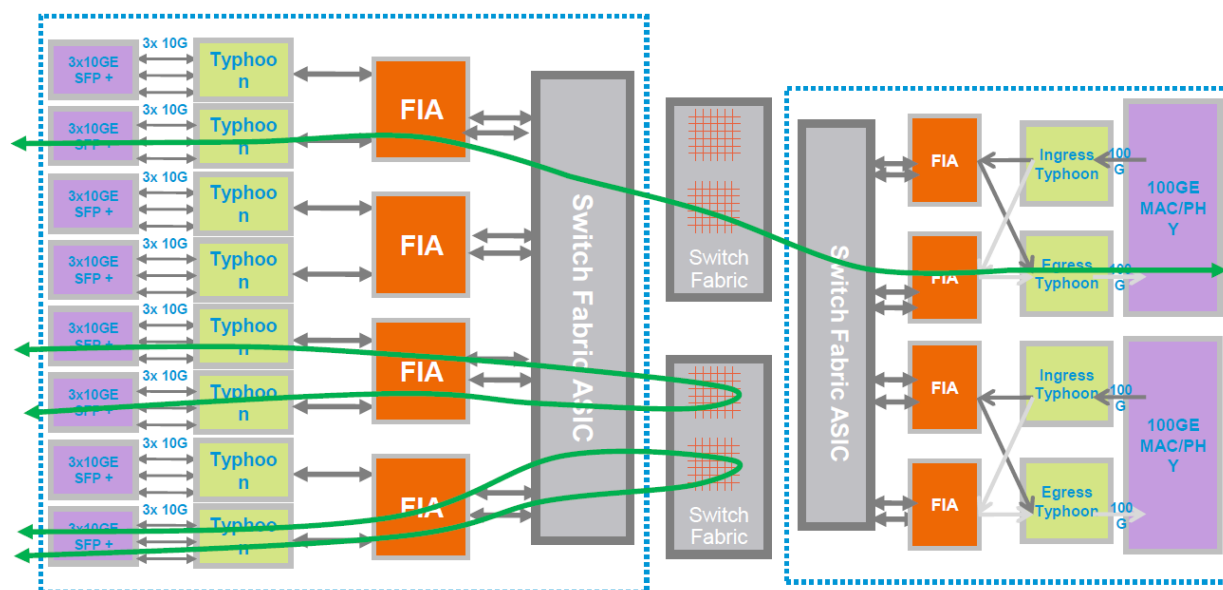 3x 10G
3x10GE
SFP +
Typhoo
n
3x 10G
3x10GE
SFP +
Typhoo
n
3x 10G
3x10GE
SFP +
Typhoo
n
3x 10G
3x10GE
SFP +
Typhoo
n
3x 10G
3x10GE
SFP +
Typhoo
n
3x 10G
3x10GE
SFP +
Typhoo
n
3x 10G
3x10GE
SFP +
Typhoo
n
3x 10G
3x10GE
SFP +
Typhoo
n
FIA
FIA
FIA
FIA
Switch Fabric ASIC
Switch
Fabric
Switch
Fabric
Switch Fabric ASIC
FIA
FIA
FIA
FIA
Ingress
Typhoon
100
G
Egress
Typhoon
100
G
100GE
MAC/PH
Y
Ingress
Typhoon
100
G
Egress
Typhoon
100
G
100GE
MAC/PH
Y